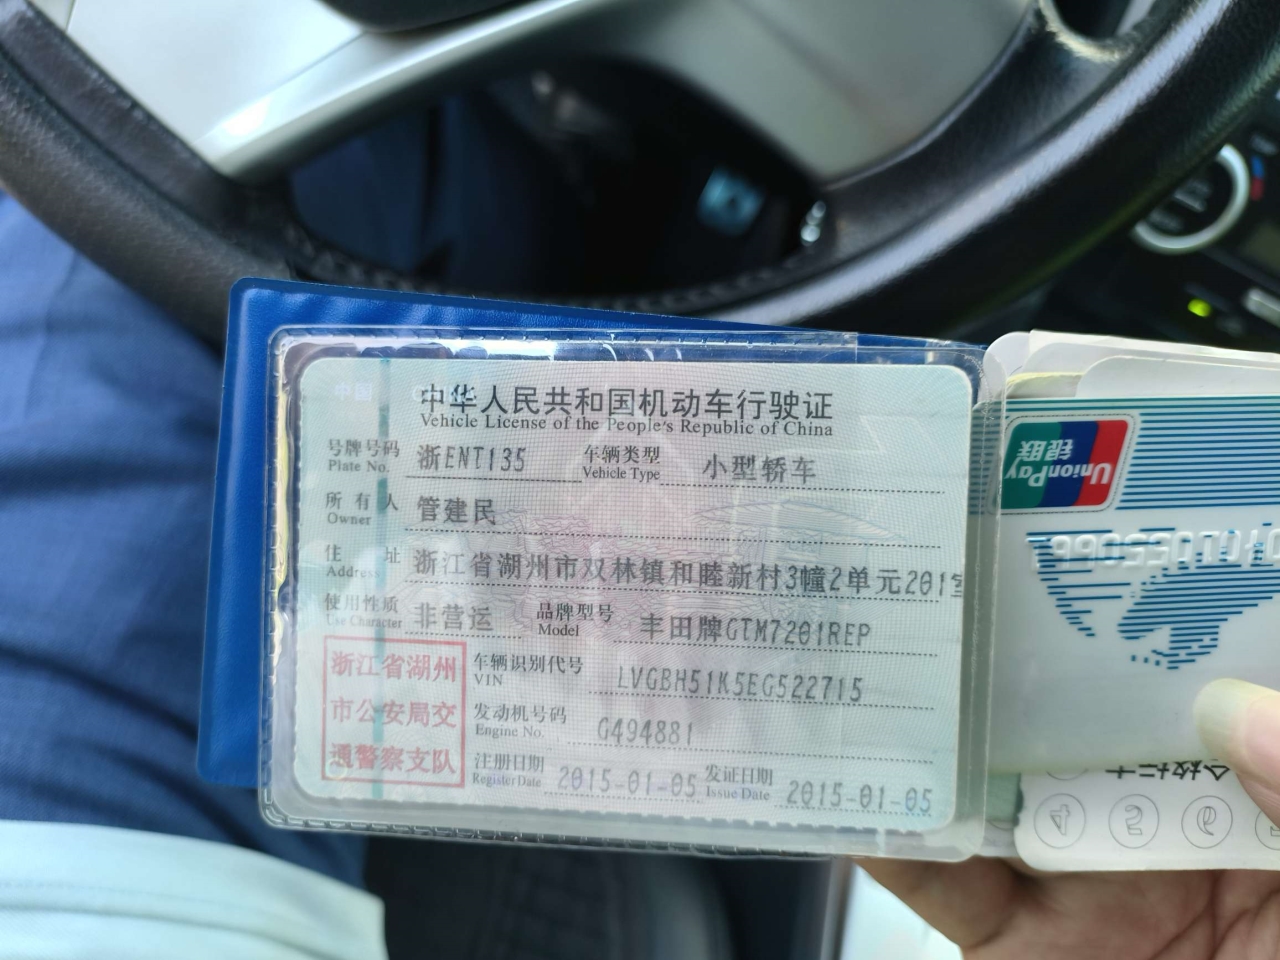 中国
中华人民共和国机动车行驶证
Vehicle License of the People's Republic of China
号牌号码 浙ENT135 车辆类型 小型轿车
Plate No. Vehicle Type
所有人 管建民
Owner
住址 浙江省湖州市双林镇和睦新村3幢2单元201室
Address
使用性质 非营运 品牌型号 丰田牌GTM7201REP
Use Character Model
浙江省湖州
市公安局交
通警察支队
车辆识别代号 LVGBH51K5EG522715
VIN
发动机号码 G494881
Engine No.
注册日期 2015-01-05 发证日期 2015-01-05
Register Date Issue Date
UnionPay
银联